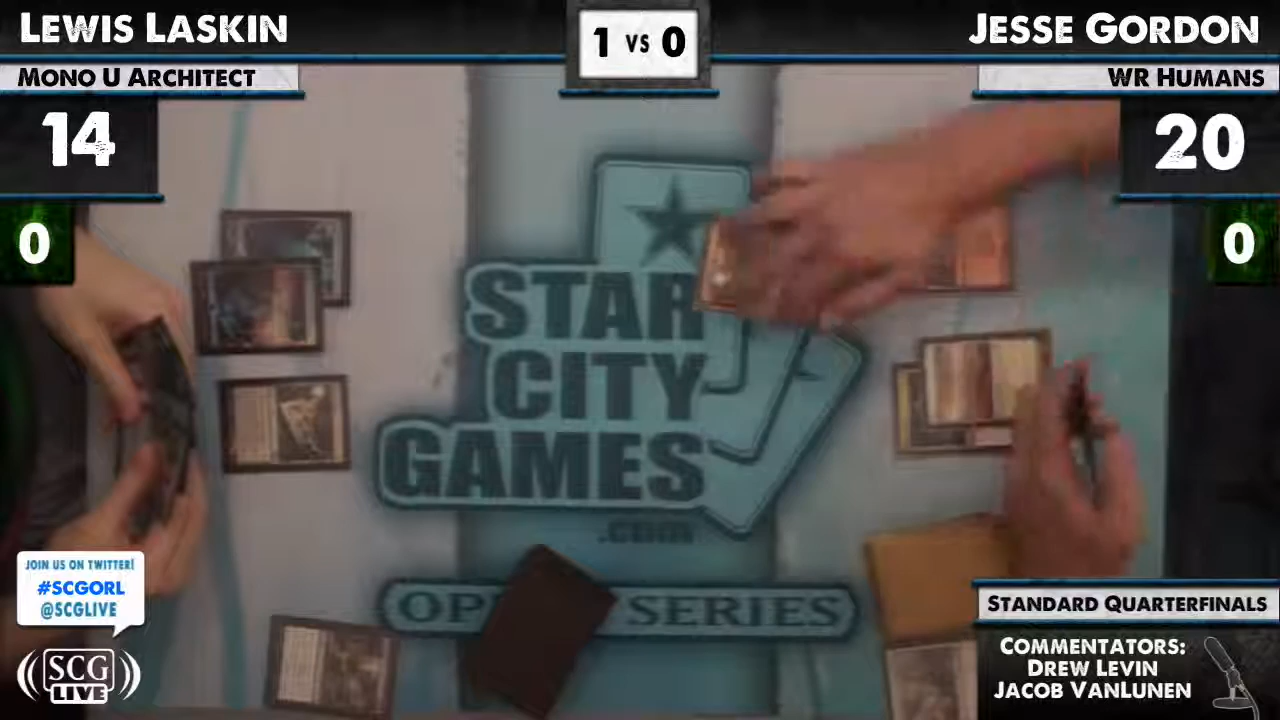 LEWIS LASKIN
1 VS 0
JESSE GORDON
MONO U ARCHITECT
WR HUMANS
14
20
0
0
STAR
CITY
GAMES
.com
OP SERIES
JOIN US ON TWITTER!
#SCGORL
@SCGLIVE
SCG
LIVE
STANDARD QUARTERFINALS
COMMENTATORS:
DREW LEVIN
JACOB VANLUNEN